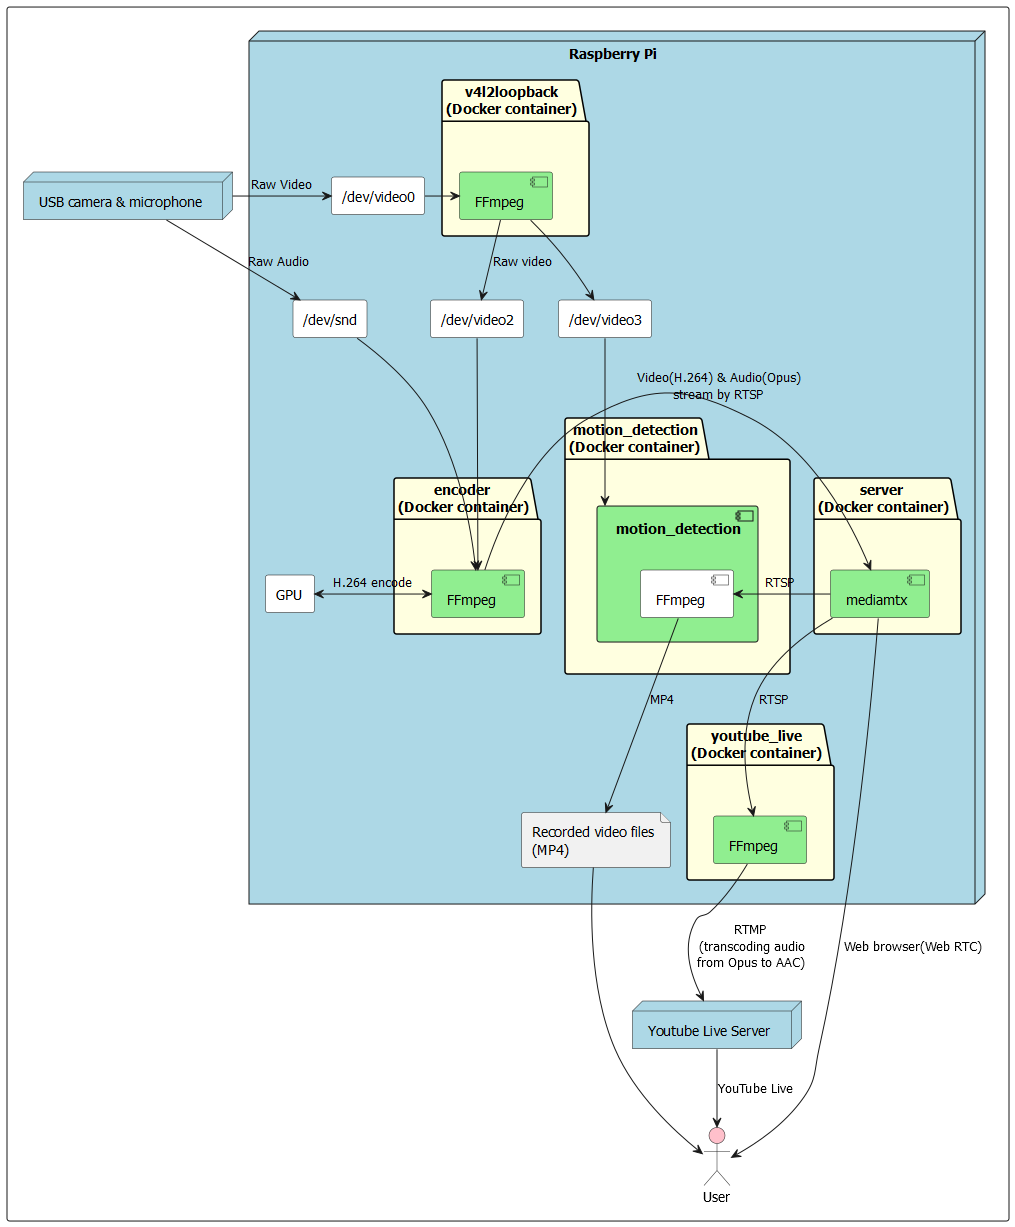 Raspberry Pi
v4l2loopback
(Docker container)
USB camera & microphone
Raw Video
/dev/video0
FFmpeg
Raw Audio
Raw video
/dev/snd
/dev/video2
/dev/video3
Video(H.264) & Audio(Opus)
stream by RTSP
motion_detection
(Docker container)
encoder
(Docker container)
server
(Docker container)
motion_detection
GPU
H.264 encode
FFmpeg
FFmpeg
RTSP
mediamtx
MP4
RTSP
youtube_live
(Docker container)
Recorded video files
(MP4)
FFmpeg
RTMP
(transcoding audio
from Opus to AAC)
Web browser(Web RTC)
Youtube Live Server
YouTube Live
User